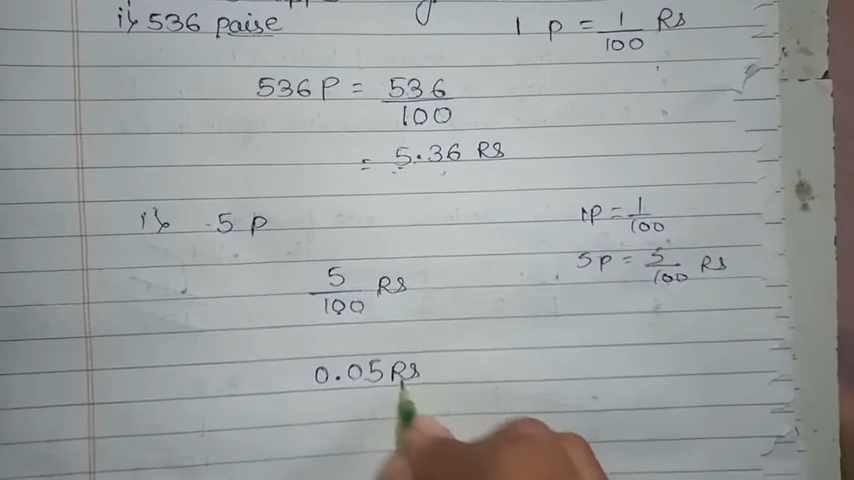 i) 536 paise 1 p = 1/100 Rs
536 P = 536/100
= 5.36 Rs
i) 5 p 1p = 1/100
5/100 Rs 5p = 5/100 Rs
0.05 Rs